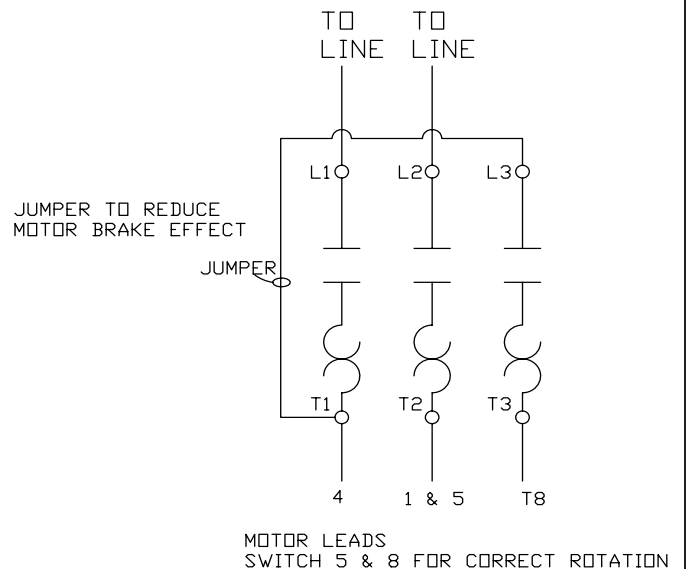 TO LINE
TO LINE
L1
L2
L3
JUMPER TO REDUCE
MOTOR BRAKE EFFECT
JUMPER
T1
T2
T3
4
1 & 5
T8
MOTOR LEADS
SWITCH 5 & 8 FOR CORRECT ROTATION